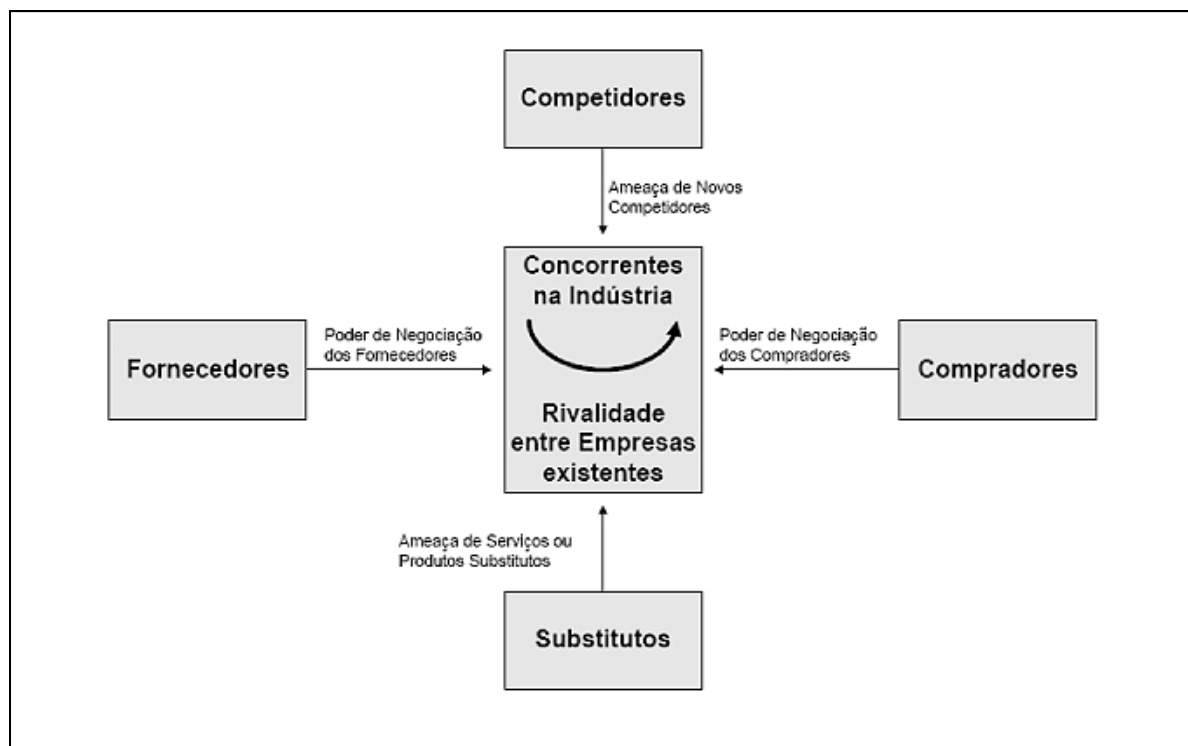 Competidores
Ameaça de Novos
Competidores
Concorrentes
na Indústria
Fornecedores
Poder de Negociação
dos Fornecedores
Poder de Negociação
dos Compradores
Compradores
Rivalidade
entre Empresas
existentes
Ameaça de Serviços ou
Produtos Substitutos
Substitutos